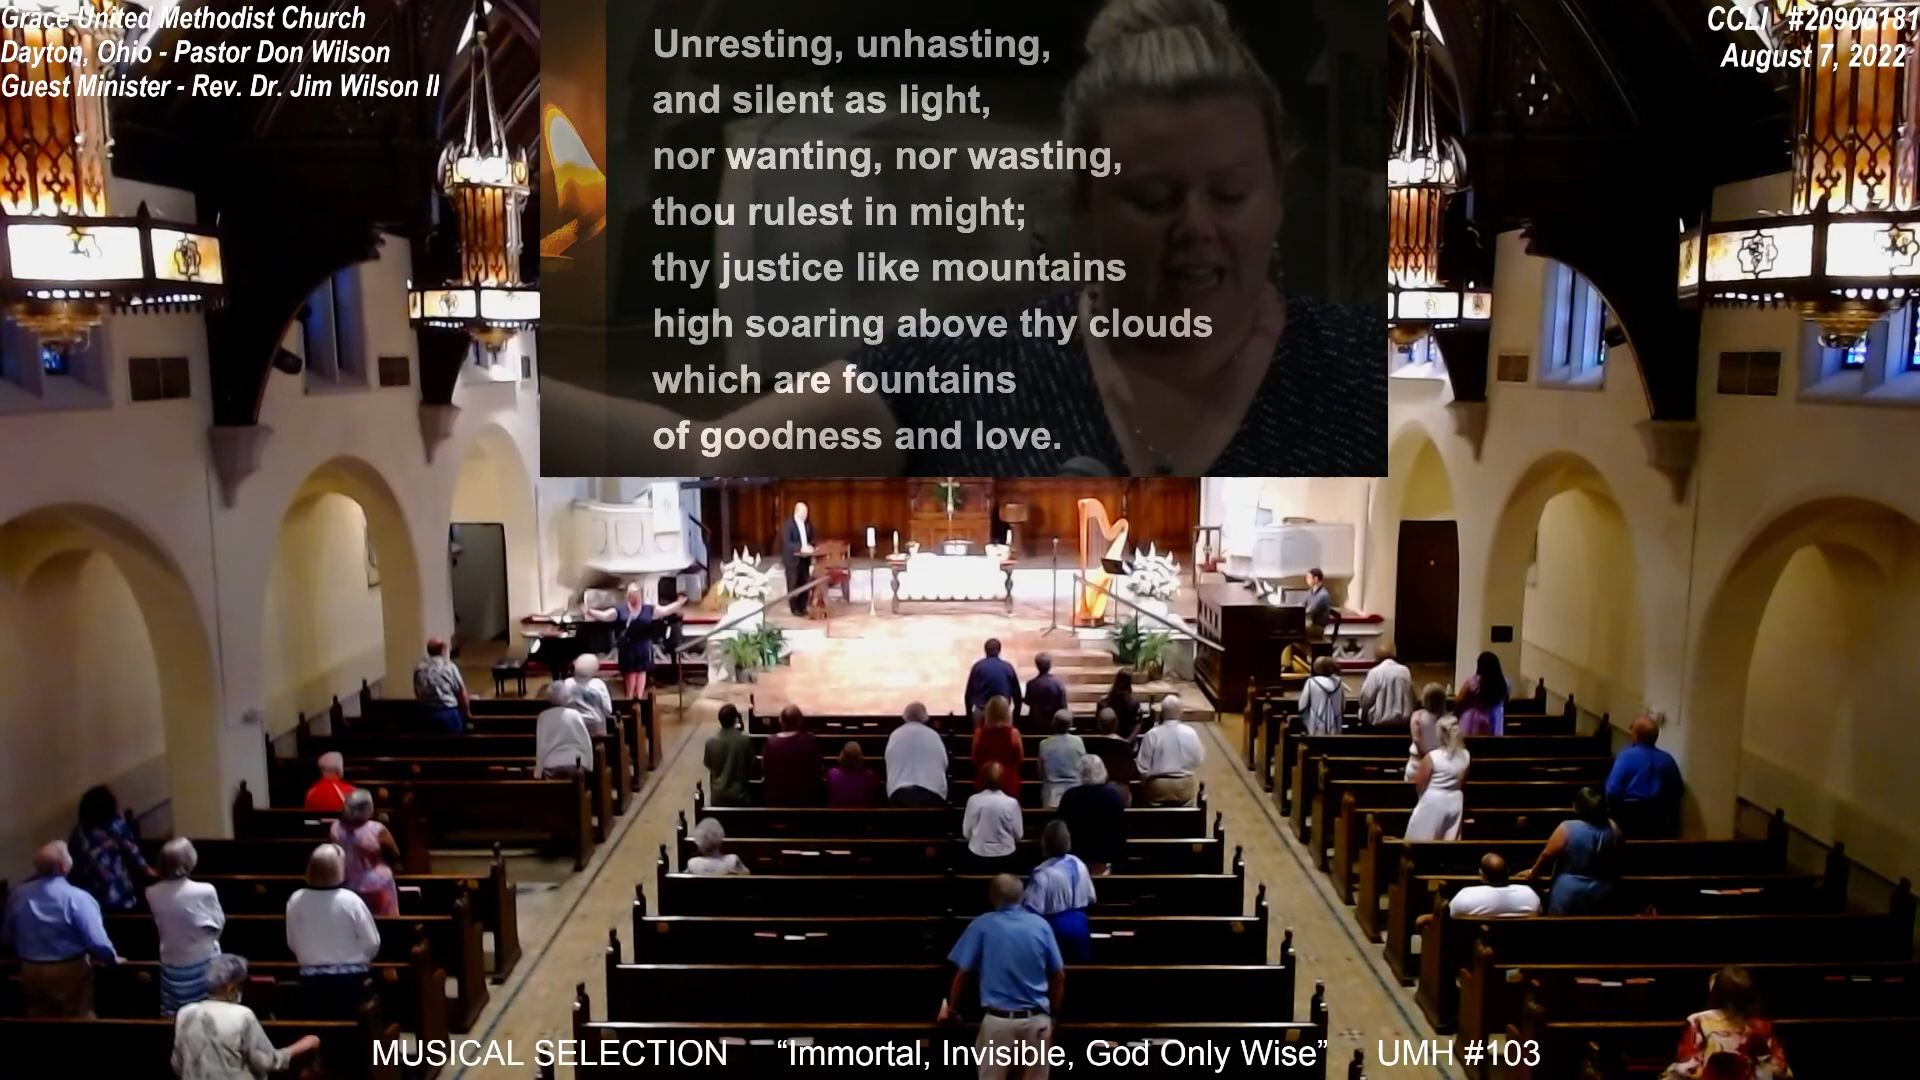 Grace United Methodist Church
Dayton, Ohio - Pastor Don Wilson
Guest Minister - Rev. Dr. Jim Wilson II
CCLI #20900181
August 7, 2022
Unresting, unhasting,
and silent as light,
nor wanting, nor wasting,
thou rulest in might;
thy justice like mountains
high soaring above thy clouds
which are fountains
of goodness and love.
MUSICAL SELECTION “Immortal, Invisible, God Only Wise” UMH #103